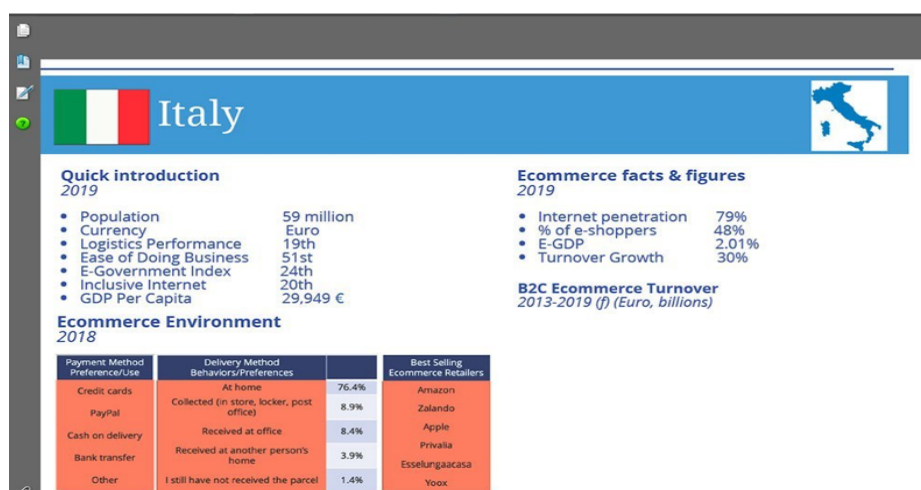 Italy
Quick introduction
2019
• Population 59 million
• Currency Euro
• Logistics Performance 19th
• Ease of Doing Business 51st
• E-Government Index 24th
• Inclusive Internet 20th
• GDP Per Capita 29,949 €
Ecommerce facts & figures
2019
• Internet penetration 79%
• % of e-shoppers 48%
• E-GDP 2.01%
• Turnover Growth 30%
B2C Ecommerce Turnover
2013-2019 (f) (Euro, billions)
Ecommerce Environment
2018
Payment Method
Preference/Use
Credit cards
PayPal
Cash on delivery
Bank transfer
Other
Delivery Method
Behaviors/Preferences
At home 76.4%
Collected (in store, locker, post
office) 8.9%
Received at office 8.4%
Received at another person's
home 3.9%
I still have not received the parcel 1.4%
Best Selling
Ecommerce Retailers
Amazon
Zalando
Apple
Privalia
Esselungaacasa
Yoox